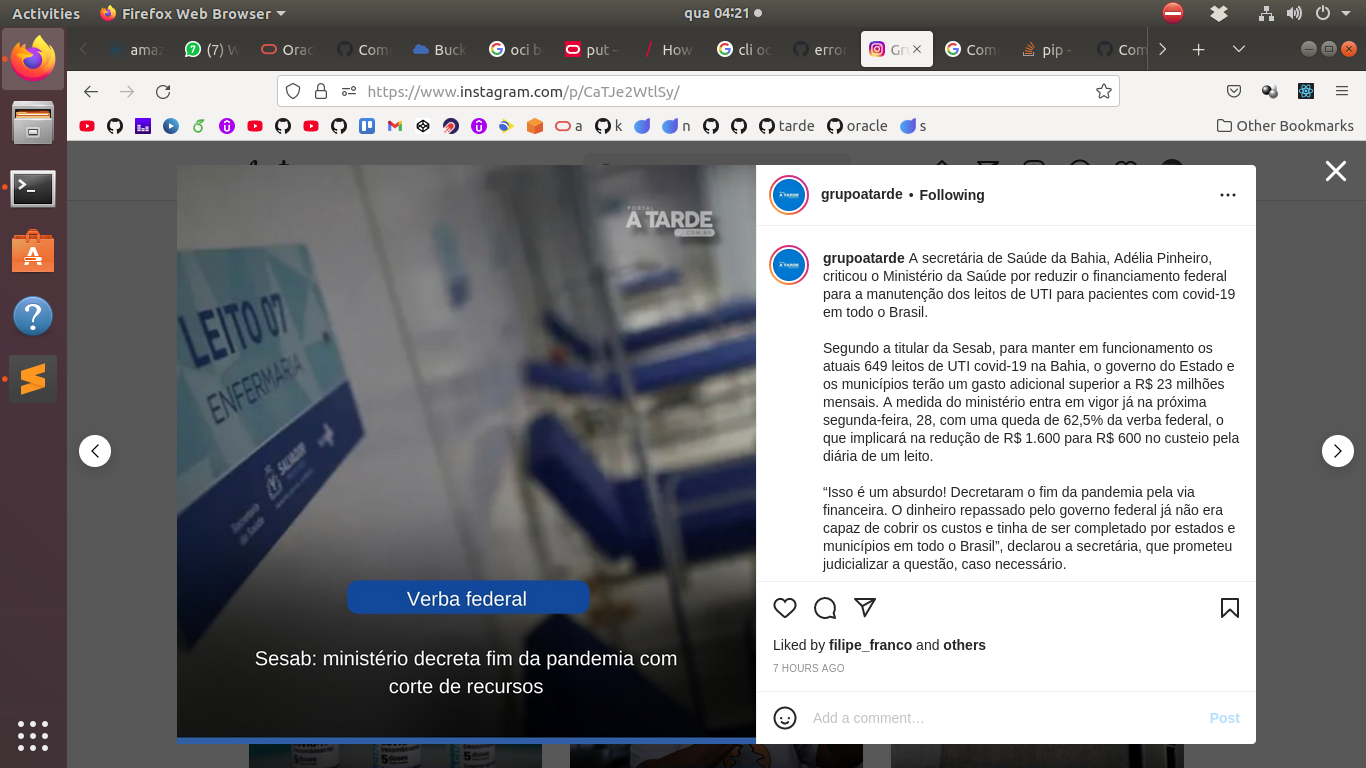 Activities
Firefox Web Browser
qua 04:21
amaz
(7) W
Orac
Com
Buck
oci b
put -
How
cli oc
error
Gru
Com
pip -
Com
https://www.instagram.com/p/CaTJe2WtlSy/
a
k
n
tarde
oracle
s
Other Bookmarks
PORTAL
A TARDE
.COM.BR
LEITO 07
ENFERMARIA
SALVADOR
Secretaria
da Saúde
Verba federal
Sesab: ministério decreta fim da pandemia com
corte de recursos
grupoatarde • Following
grupoatarde A secretária de Saúde da Bahia, Adélia Pinheiro,
criticou o Ministério da Saúde por reduzir o financiamento federal
para a manutenção dos leitos de UTI para pacientes com covid-19
em todo o Brasil.
Segundo a titular da Sesab, para manter em funcionamento os
atuais 649 leitos de UTI covid-19 na Bahia, o governo do Estado e
os municípios terão um gasto adicional superior a R$ 23 milhões
mensais. A medida do ministério entra em vigor já na próxima
segunda-feira, 28, com uma queda de 62,5% da verba federal, o
que implicará na redução de R$ 1.600 para R$ 600 no custeio pela
diária de um leito.
“Isso é um absurdo! Decretaram o fim da pandemia pela via
financeira. O dinheiro repassado pelo governo federal já não era
capaz de cobrir os custos e tinha de ser completado por estados e
municípios em todo o Brasil”, declarou a secretária, que prometeu
judicializar a questão, caso necessário.
Liked by filipe_franco and others
7 HOURS AGO
Add a comment…
Post
5 doses
5 doses